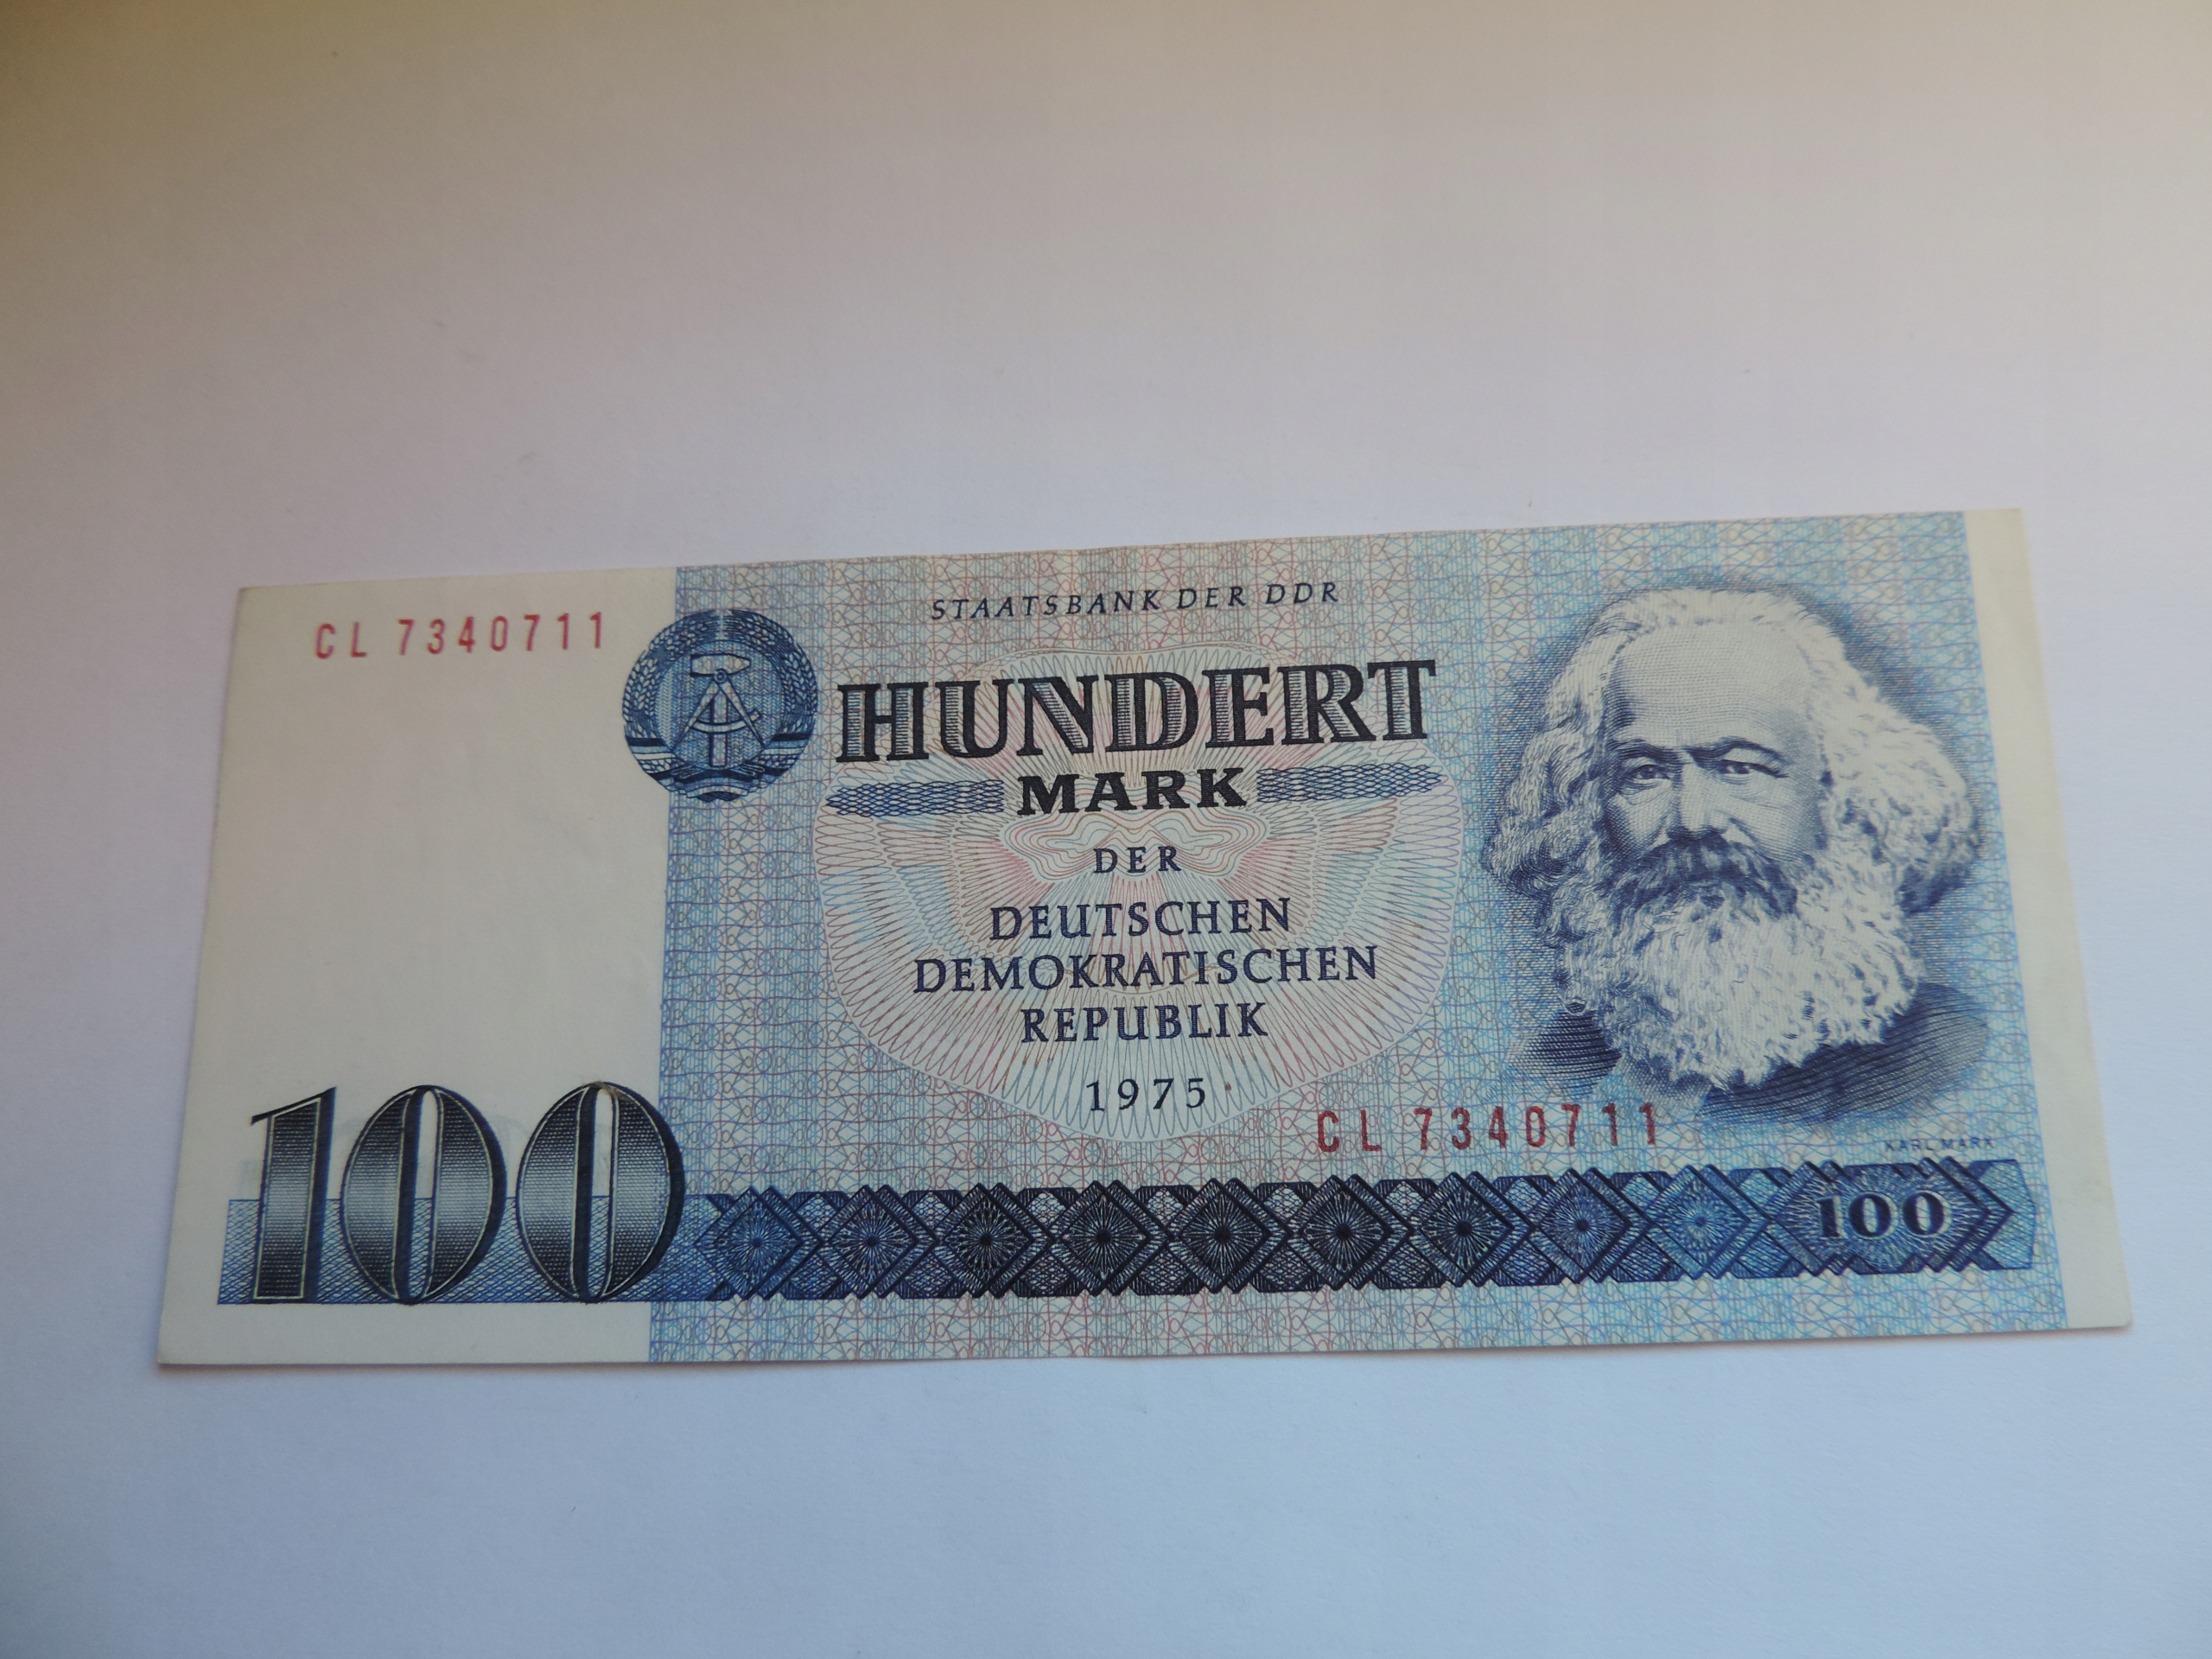 CL 7340711
STAATSBANK DER DDR
HUNDERT
MARK
DER
DEUTSCHEN
DEMOKRATISCHEN
REPUBLIK
1975
CL 7340711
KARL MARX
100
100